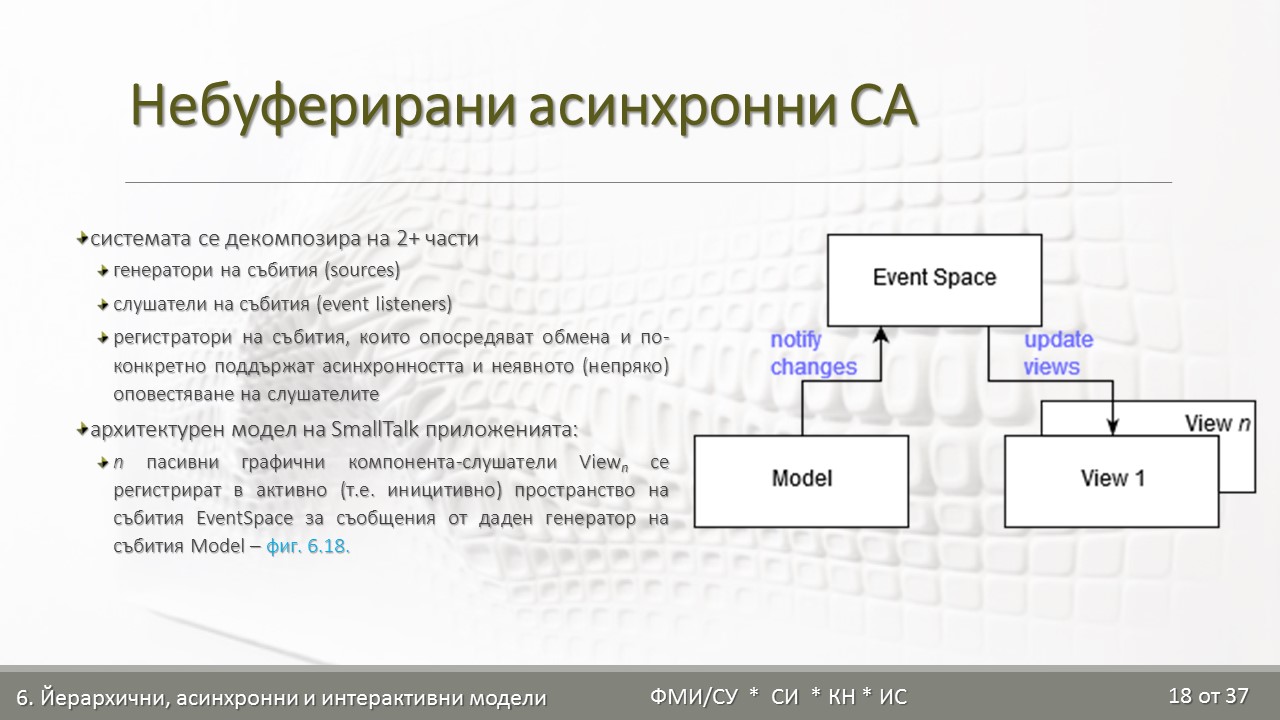 Небуферирани асинхронни СА
системата се декомпозира на 2+ части
генератори на събития (sources)
слушатели на събития (event listeners)
регистратори на събития, които опосредяват обмена и по-
конкретно поддържат асинхронността и неявното (непряко)
оповестяване на слушателите
архитектурен модел на SmallTalk приложенията:
n пасивни графични компонента-слушатели Viewn се
регистрират в активно (т.е. иницитивно) пространство на
събития EventSpace за съобщения от даден генератор на
събития Model – фиг. 6.18.
Event Space
notify
changes
update
views
View n
Model
View 1
6. Йерархични, асинхронни и интерактивни модели
ФМИ/СУ * СИ * КН * ИС
18 от 37